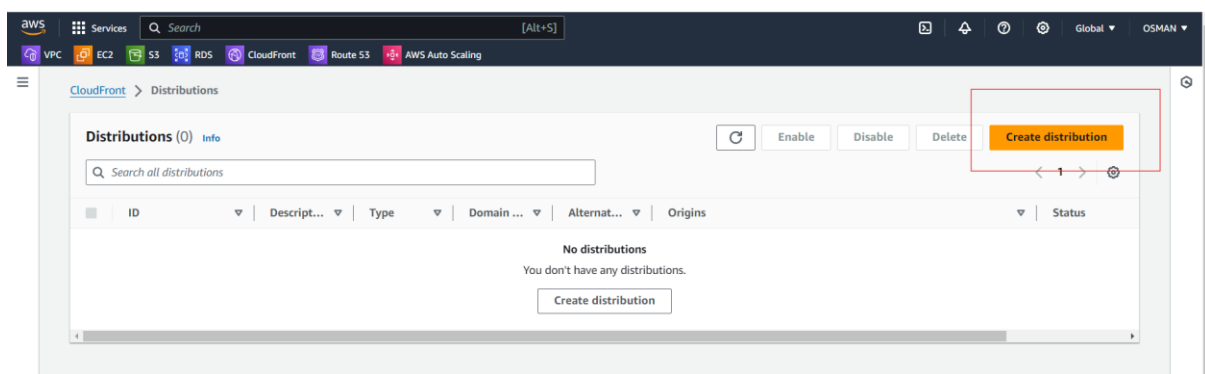 aws Services Search [Alt+S] Global OSMAN
VPC EC2 S3 RDS CloudFront Route 53 AWS Auto Scaling
CloudFront > Distributions
Distributions (0) Info Enable Disable Delete Create distribution
Search all distributions < 1 >
ID Descript... Type Domain ... Alternat... Origins Status
No distributions
You don't have any distributions.
Create distribution